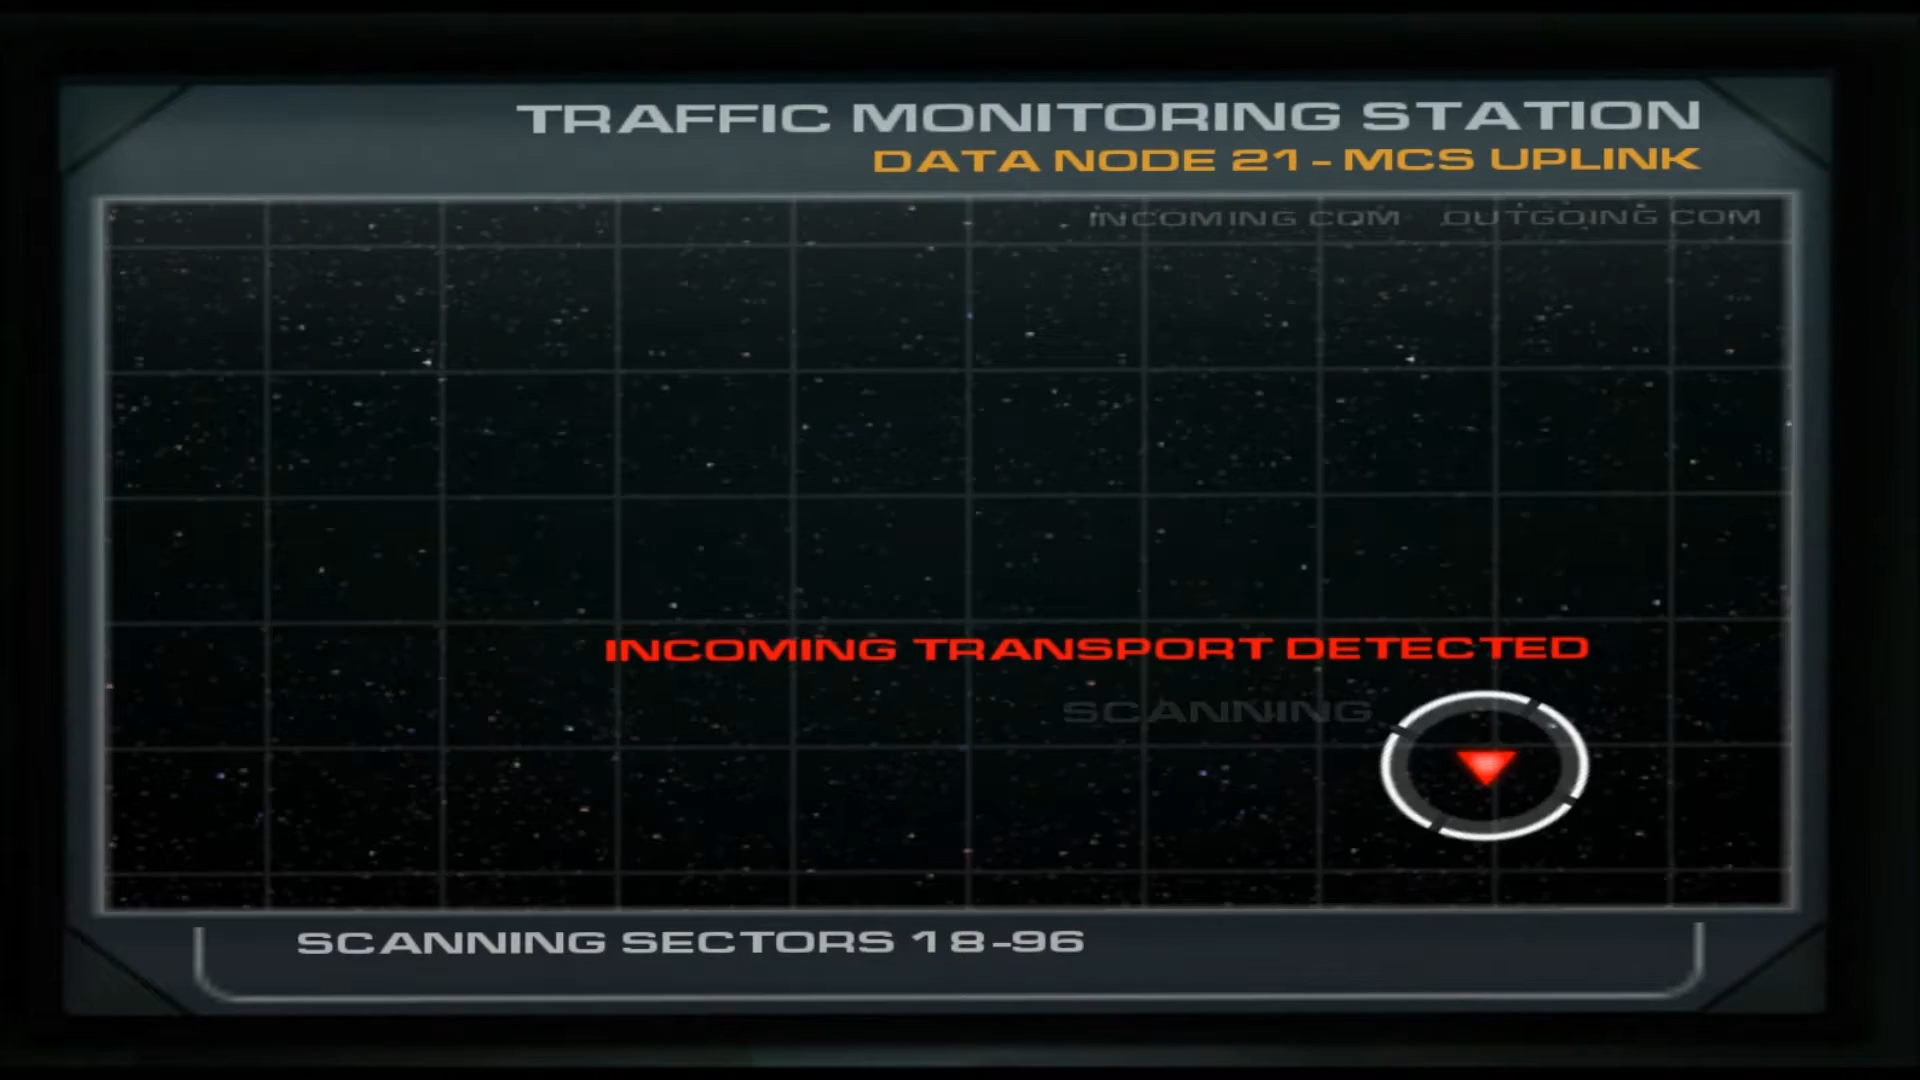 TRAFFIC MONITORING STATION
DATA NODE 21 - MCS UPLINK
INCOMING COM OUTGOING COM
INCOMING TRANSPORT DETECTED
SCANNING
SCANNING SECTORS 18-96